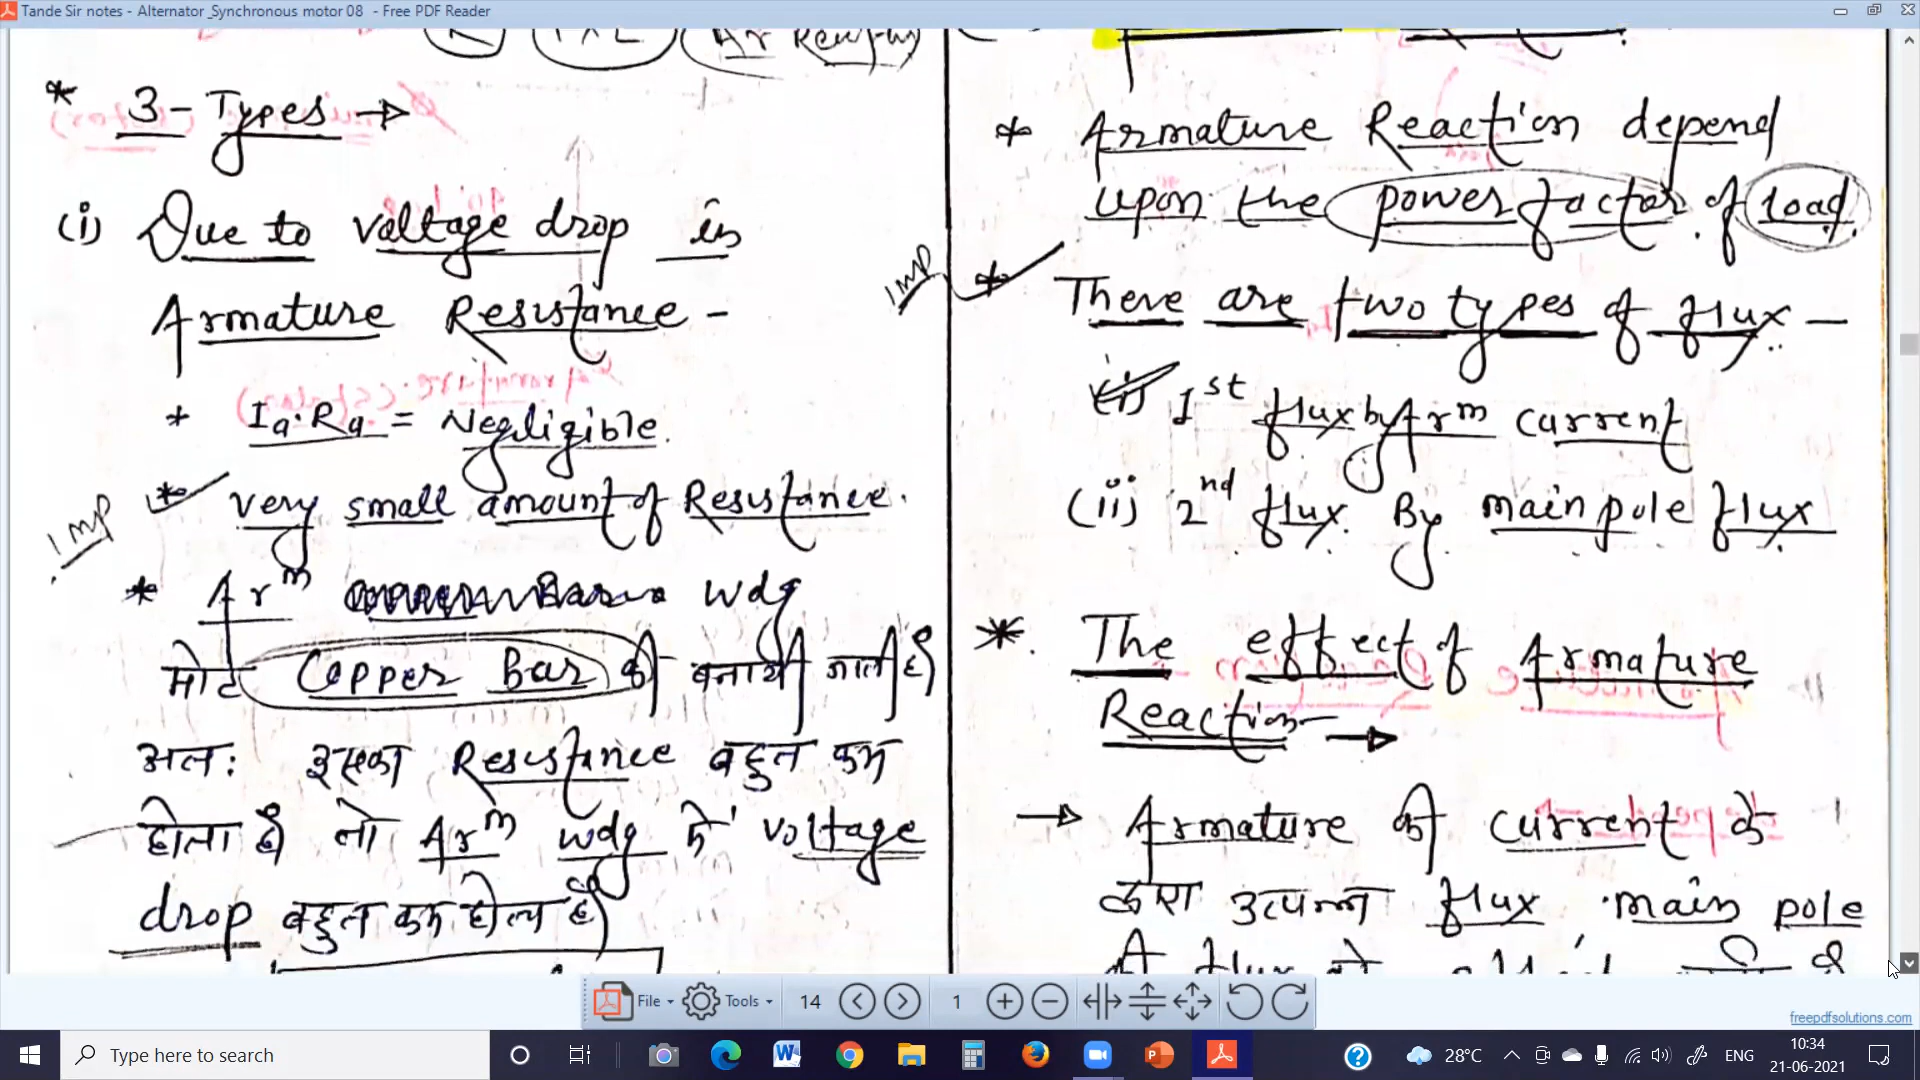 Tande Sir notes - Alternator _Synchronous motor 08 - Free PDF Reader
* 3-Types →
(i) Due to voltage drop in
Armature Resistance -
* Ia.Ra = Negligible.
Imp * very small amount of Resistance.
* Arm Wdg
मोटे Copper Bar की बनायी जाती है
अतः इसका Resistance बहुत कम
होता है तो Arm wdg मे voltage
drop बहुत कम होता है
* Armature Reaction depend
upon the power factor of load.
Imp * There are two types of flux —
(i) 1st flux by Arm current
(ii) 2nd flux. By main pole flux
*. The effect of Armature
Reaction →
→ Armature की current के
द्वारा उत्पन्न flux main pole
File Tools 14 1
freepdfsolutions.com
Type here to search
28°C ENG 10:34
21-06-2021